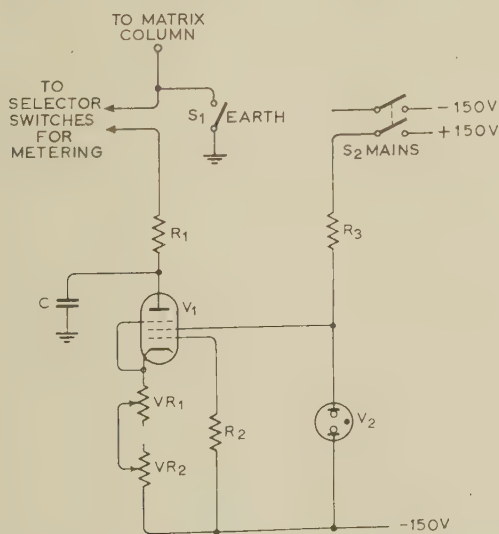 TO MATRIX
COLUMN
TO
SELECTOR
SWITCHES
FOR
METERING
S1
EARTH
-150V
+150V
S2 MAINS
R1
R3
C
V1
VR1
R2
V2
VR2
-150V